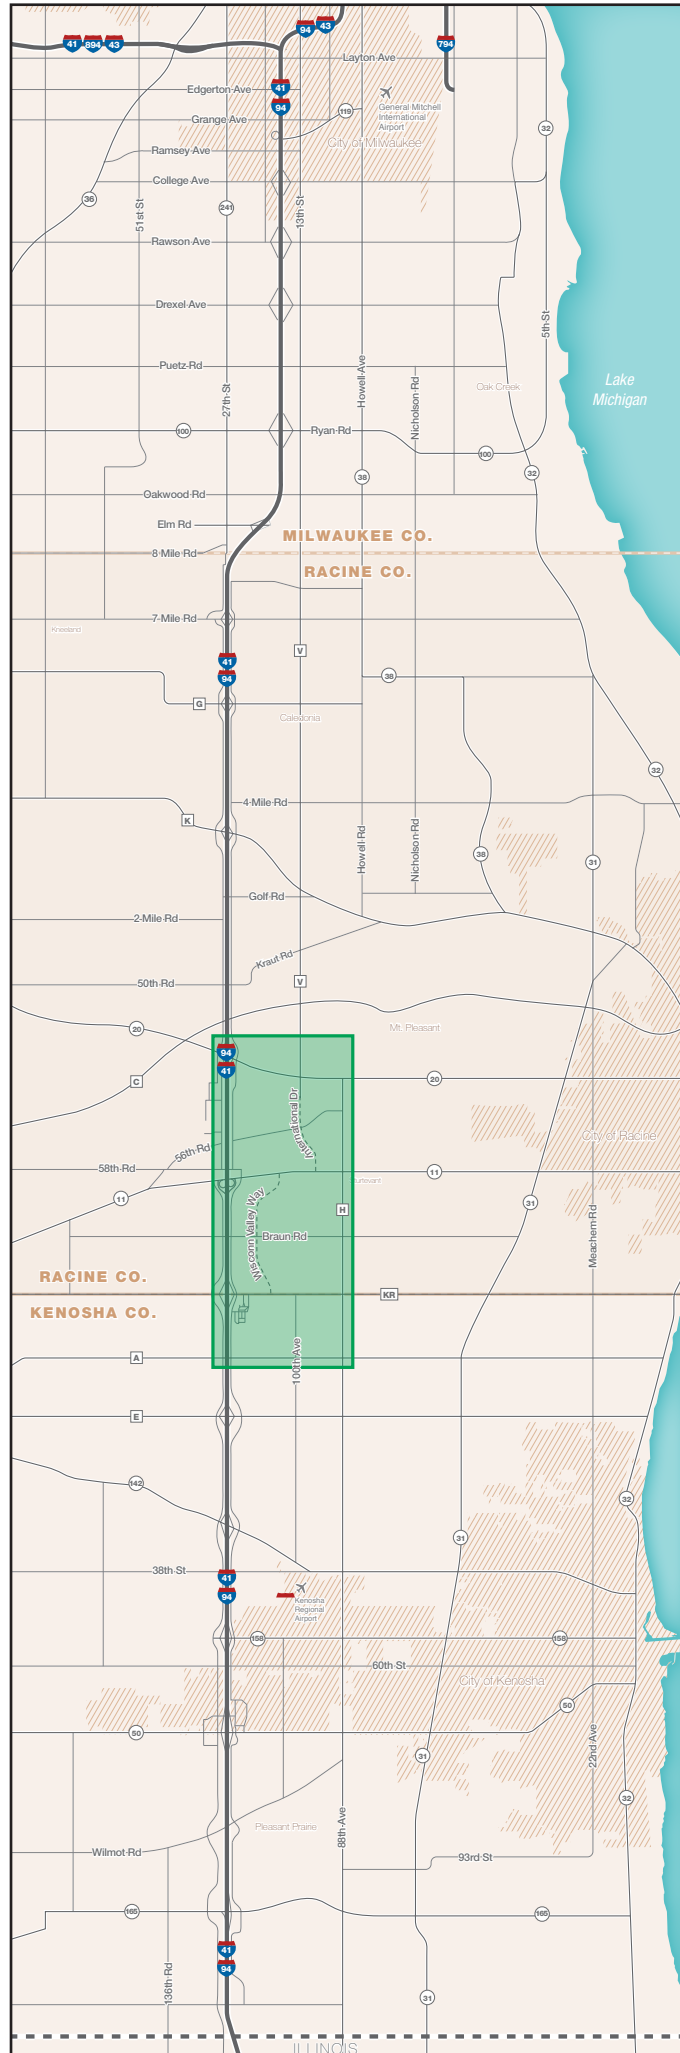 94
43
41
894
43
794
Layton Ave
Edgerton Ave
41
94
General Mitchell
International
Airport
119
Grange Ave
32
City of Milwaukee
Ramsey Ave
College Ave
36
241
51st St
13th St
Rawson Ave
Drexel Ave
5th St
Puetz Rd
27th St
Howell Ave
Nicholson Rd
Oak Creek
Lake
Michigan
100
Ryan Rd
100
38
32
Oakwood Rd
Elm Rd
MILWAUKEE CO.
8 Mile Rd
RACINE CO.
7 Mile Rd
Kneeland
V
41
94
38
G
Caledonia
32
4 Mile Rd
K
Howell Rd
Nicholson Rd
38
31
Golf Rd
2-Mile Rd
Kraut Rd
50th Rd
V
20
Mt. Pleasant
94
41
C
20
International Dr
City of Racine
56th Rd
58th Rd
11
11
Wisconn Valley Way
H
31
Meachem Rd
Braun Rd
RACINE CO.
KR
KENOSHA CO.
A
100th Ave
E
142
32
31
38th St
41
94
Kenosha
Regional
Airport
158
158
60th St
City of Kenosha
50
50
31
22nd Ave
32
Pleasant Prairie
88th Ave
Wilmot Rd
93rd St
165
165
41
94
136th Rd
31
ILLINOIS